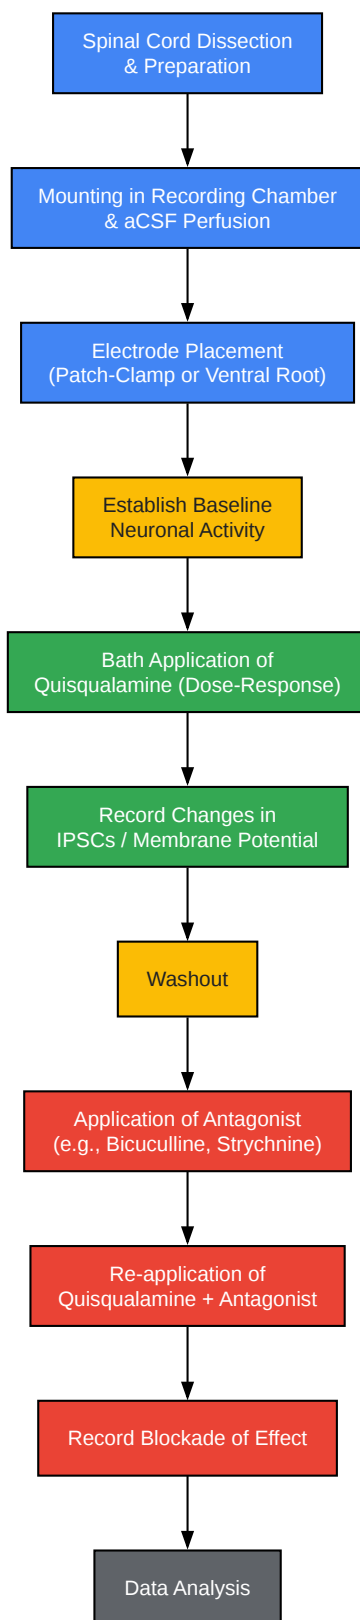 Spinal Cord Dissection
& Preparation
Mounting in Recording Chamber
& aCSF Perfusion
Electrode Placement
(Patch-Clamp or Ventral Root)
Establish Baseline
Neuronal Activity
Bath Application of
Quisqualamine (Dose-Response)
Record Changes in
IPSCs / Membrane Potential
Washout
Application of Antagonist
(e.g., Bicuculline, Strychnine)
Re-application of
Quisqualamine + Antagonist
Record Blockade of Effect
Data Analysis